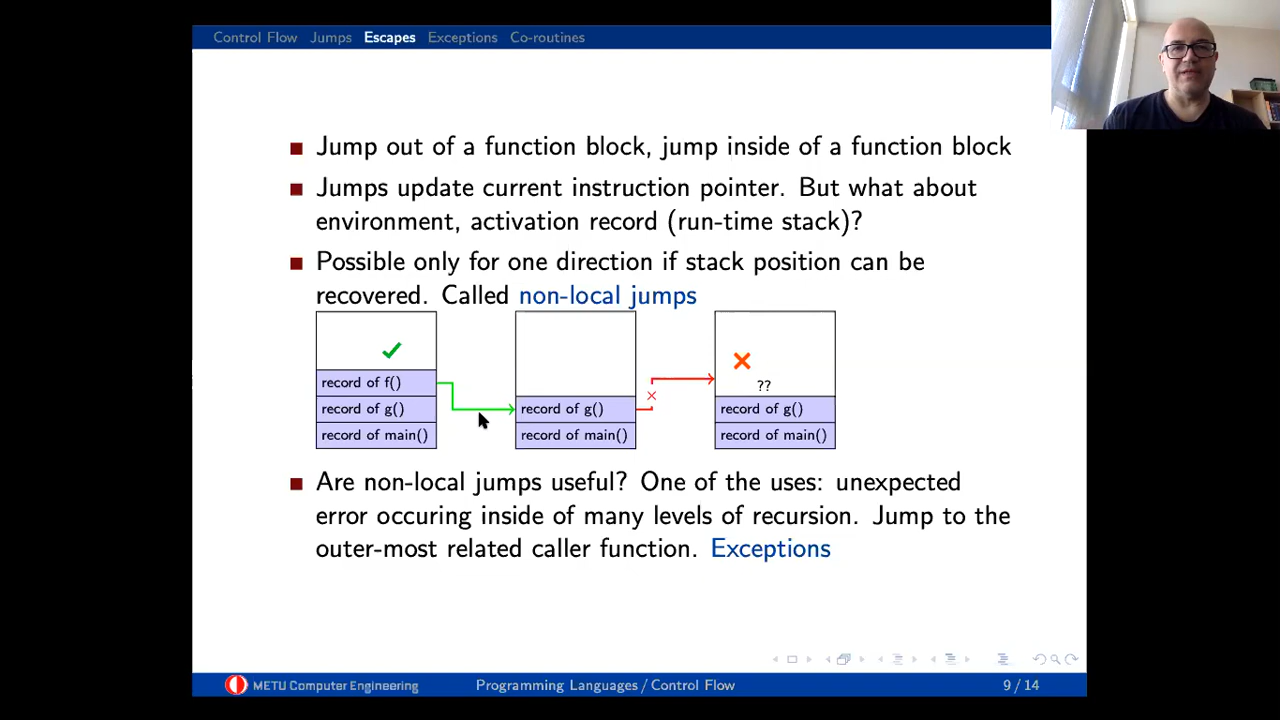 Control Flow Jumps Escapes Exceptions Co-routines
Jump out of a function block, jump inside of a function block
Jumps update current instruction pointer. But what about
environment, activation record (run-time stack)?
Possible only for one direction if stack position can be
recovered. Called non-local jumps
record of f()
record of g()
record of main()
record of g()
record of main()
??
record of g()
record of main()
Are non-local jumps useful? One of the uses: unexpected
error occuring inside of many levels of recursion. Jump to the
outer-most related caller function. Exceptions
METU Computer Engineering Programming Languages / Control Flow 9 / 14